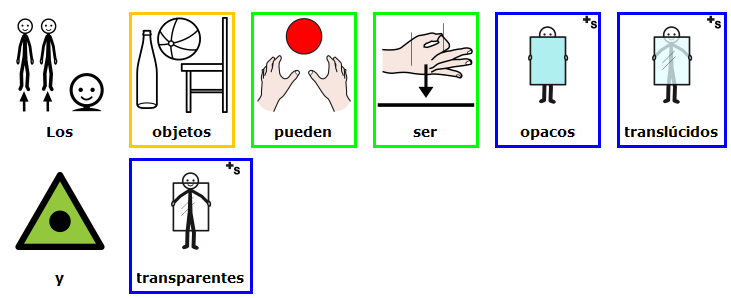 +s +s
Los objetos pueden ser opacos translúcidos
+s
y transparentes